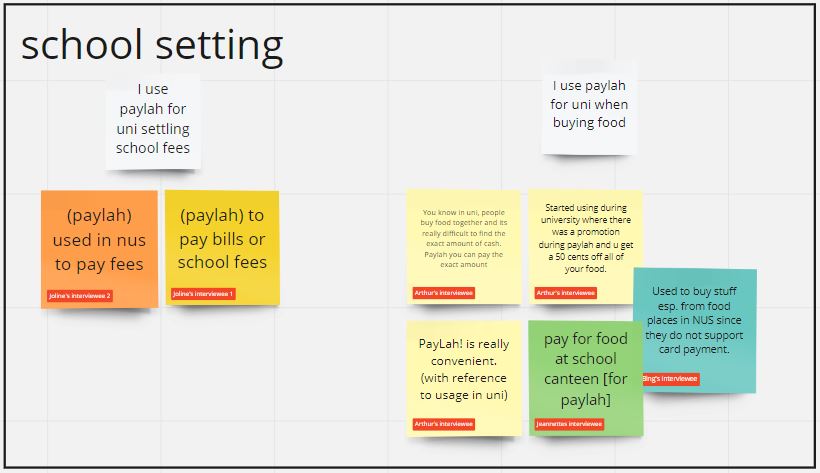 school setting
I use
paylah for
uni settling
school fees
I use paylah
for uni when
buying food
(paylah)
used in nus
to pay fees
Joline's interviewee 2
(paylah) to
pay bills or
school fees
Joline's interviewee 1
You know in uni, people
buy food together and its
really difficult to find the
exact amount of cash.
Paylah you can pay the
exact amount
Arthur's interviewee
Started using during
university where there
was a promotion
during paylah and u get
a 50 cents off all of
your food.
Arthur's interviewee
Used to buy stuff
esp. from food
places in NUS since
they do not support
card payment.
Bing's interviewee
PayLah! is really
convenient.
(with reference
to usage in uni)
Arthur's interviewee
pay for food
at school
canteen [for
paylah]
Jeannettes interviewee